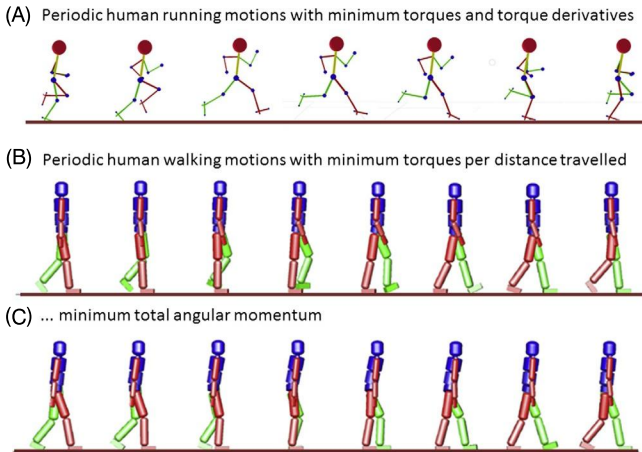 (A) Periodic human running motions with minimum torques and torque derivatives
(B) Periodic human walking motions with minimum torques per distance travelled
(C) ... minimum total angular momentum